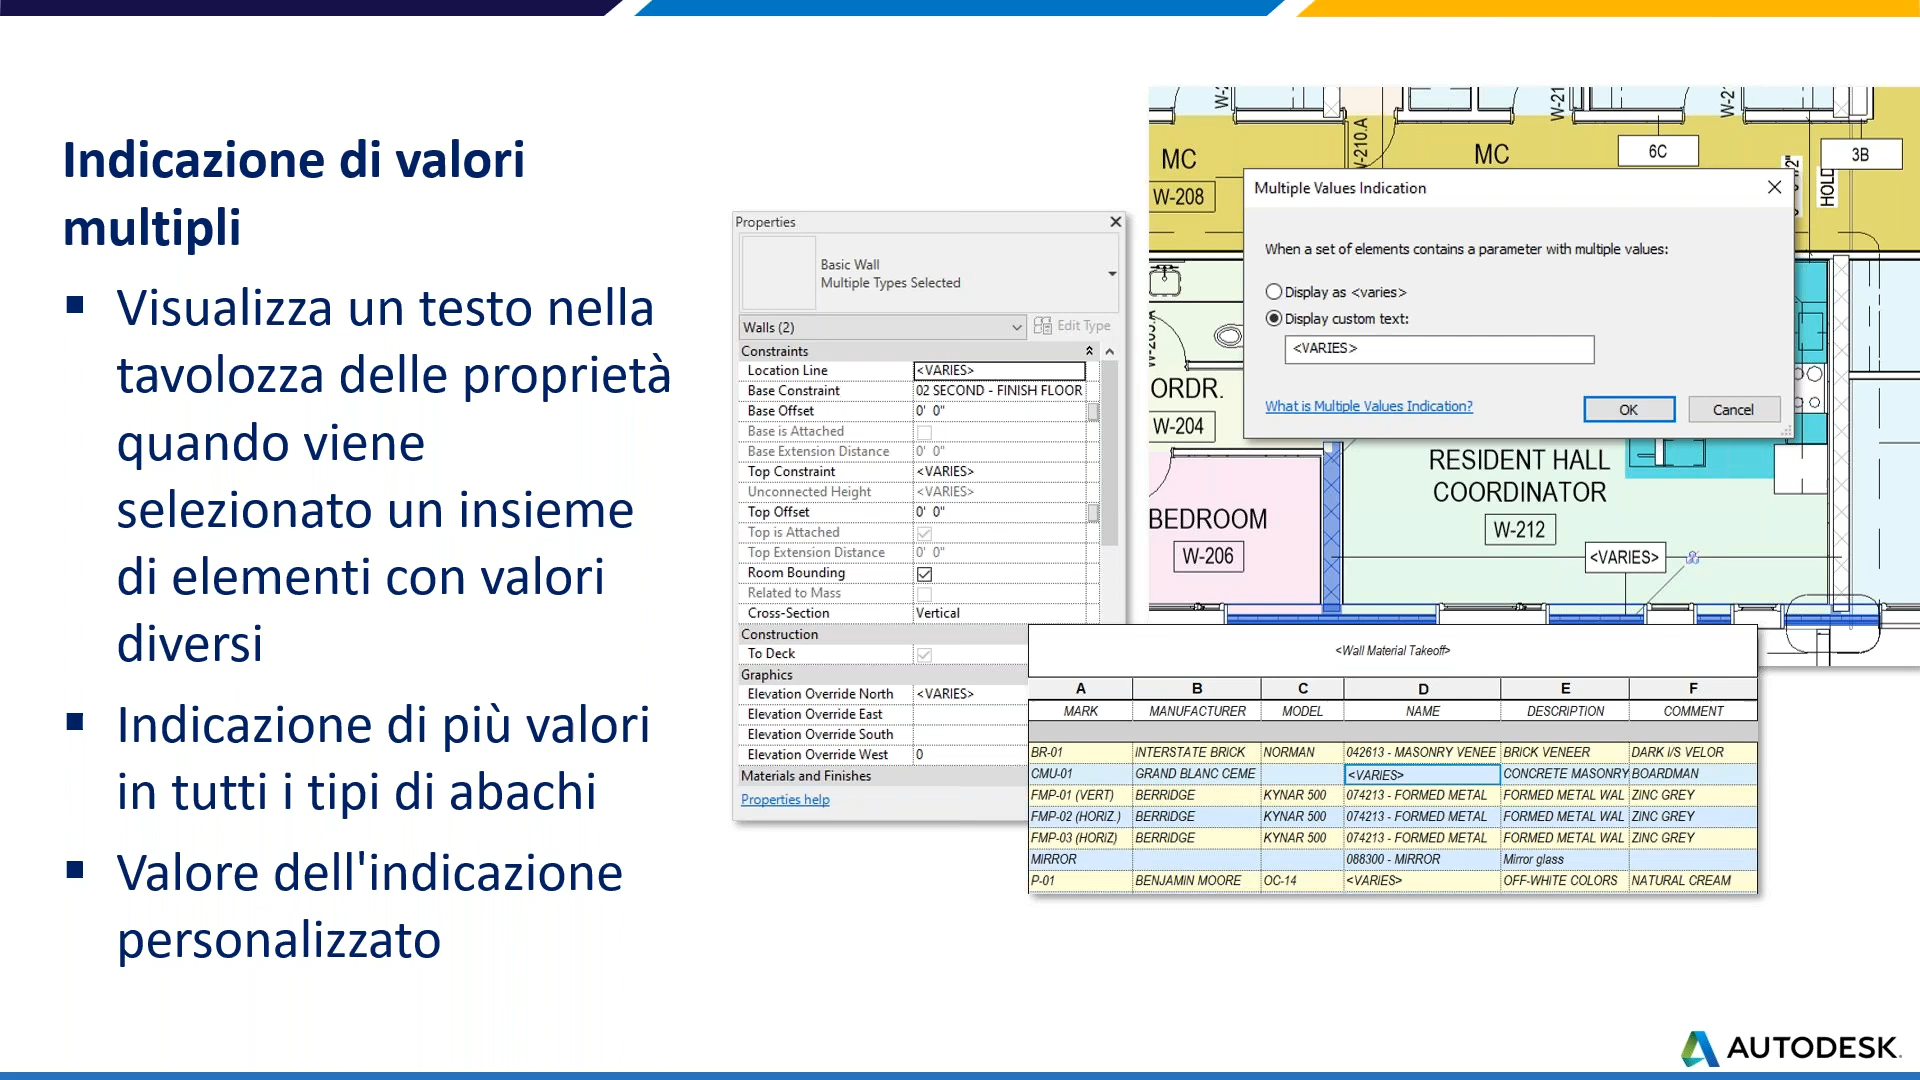 Indicazione di valori
multipli
▪ Visualizza un testo nella
tavolozza delle proprietà
quando viene
selezionato un insieme
di elementi con valori
diversi
▪ Indicazione di più valori
in tutti i tipi di abachi
▪ Valore dell'indicazione
personalizzato
Properties
Basic Wall
Multiple Types Selected
Walls (2)
Edit Type
Constraints
Location Line <VARIES>
Base Constraint 02 SECOND - FINISH FLOOR
Base Offset 0' 0"
Base is Attached
Base Extension Distance 0' 0"
Top Constraint <VARIES>
Unconnected Height <VARIES>
Top Offset 0' 0"
Top is Attached
Top Extension Distance 0' 0"
Room Bounding
Related to Mass
Cross-Section Vertical
Construction
To Deck
Graphics
Elevation Override North <VARIES>
Elevation Override East
Elevation Override South
Elevation Override West 0
Materials and Finishes
Properties help
MC
W-208
W-210.A
MC
6C
3B
HOLD
Multiple Values Indication
When a set of elements contains a parameter with multiple values:
Display as <varies>
Display custom text:
<VARIES>
What is Multiple Values Indication?
OK
Cancel
ORDR.
W-204
BEDROOM
W-206
RESIDENT HALL
COORDINATOR
W-212
<VARIES>
<Wall Material Takeoff>
A B C D E F
MARK MANUFACTURER MODEL NAME DESCRIPTION COMMENT
BR-01 INTERSTATE BRICK NORMAN 042613 - MASONRY VENEE BRICK VENEER DARK I/S VELOR
CMU-01 GRAND BLANC CEME <VARIES> CONCRETE MASONRY BOARDMAN
FMP-01 (VERT) BERRIDGE KYNAR 500 074213 - FORMED METAL FORMED METAL WAL ZINC GREY
FMP-02 (HORIZ.) BERRIDGE KYNAR 500 074213 - FORMED METAL FORMED METAL WAL ZINC GREY
FMP-03 (HORIZ) BERRIDGE KYNAR 500 074213 - FORMED METAL FORMED METAL WAL ZINC GREY
MIRROR 088300 - MIRROR Mirror glass
P-01 BENJAMIN MOORE OC-14 <VARIES> OFF-WHITE COLORS NATURAL CREAM
AUTODESK.